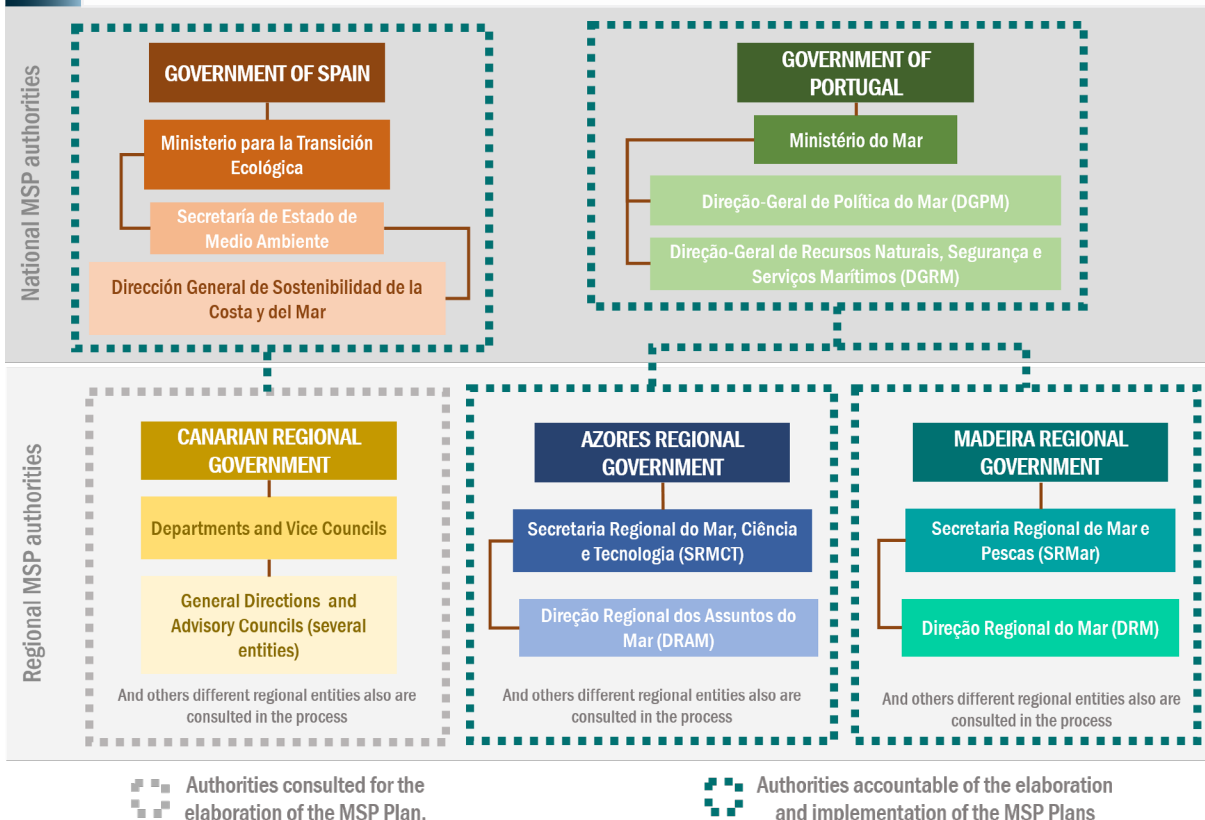 National MSP authorities
GOVERNMENT OF SPAIN
Ministerio para la Transición
Ecológica
Secretaría de Estado de
Medio Ambiente
Dirección General de Sostenibilidad de la
Costa y del Mar
GOVERNMENT OF
PORTUGAL
Ministério do Mar
Direção-Geral de Política do Mar (DGPM)
Direção-Geral de Recursos Naturais, Segurança e
Serviços Marítimos (DGRM)
Regional MSP authorities
CANARIAN REGIONAL
GOVERNMENT
Departments and Vice Councils
General Directions and
Advisory Councils (several
entities)
And others different regional entities also are
consulted in the process
AZORES REGIONAL
GOVERNMENT
Secretaria Regional do Mar, Ciência
e Tecnologia (SRMCT)
Direção Regional dos Assuntos do
Mar (DRAM)
And others different regional entities also are
consulted in the process
MADEIRA REGIONAL
GOVERNMENT
Secretaria Regional de Mar e
Pescas (SRMar)
Direção Regional do Mar (DRM)
And others different regional entities also are
consulted in the process
Authorities consulted for the
elaboration of the MSP Plan.
Authorities accountable of the elaboration
and implementation of the MSP Plans